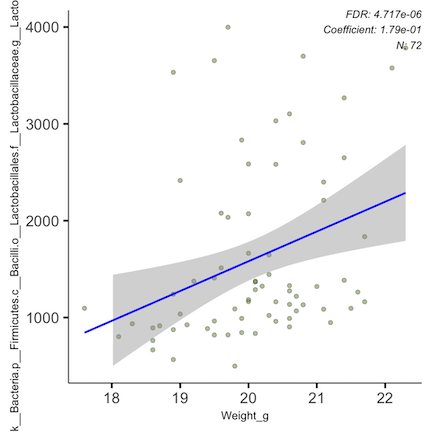 FDR: 4.717e-06
Coefficient: 1.79e-01
N: 72
k__Bacteria.p__Firmicutes.c__Bacilli.o__Lactobacillales.f__Lactobacillaceae.g__Lacto
4000
3000
2000
1000
18 19 20 21 22
Weight_g